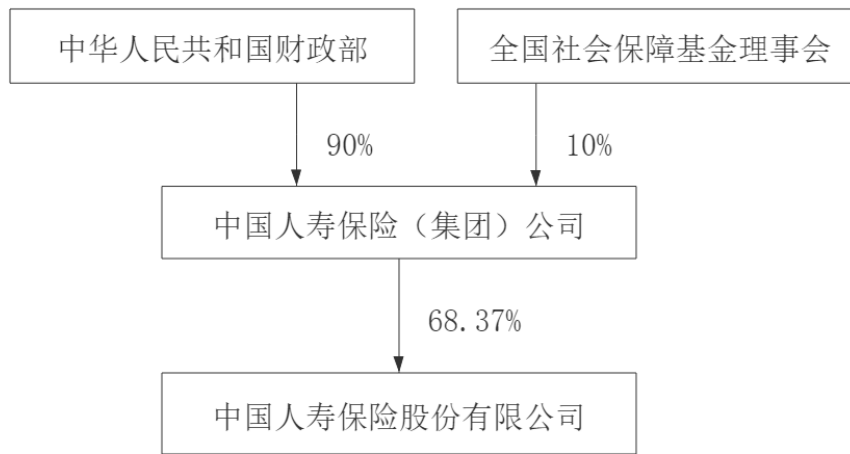 中华人民共和国财政部
全国社会保障基金理事会
90%
10%
中国人寿保险（集团）公司
68.37%
中国人寿保险股份有限公司